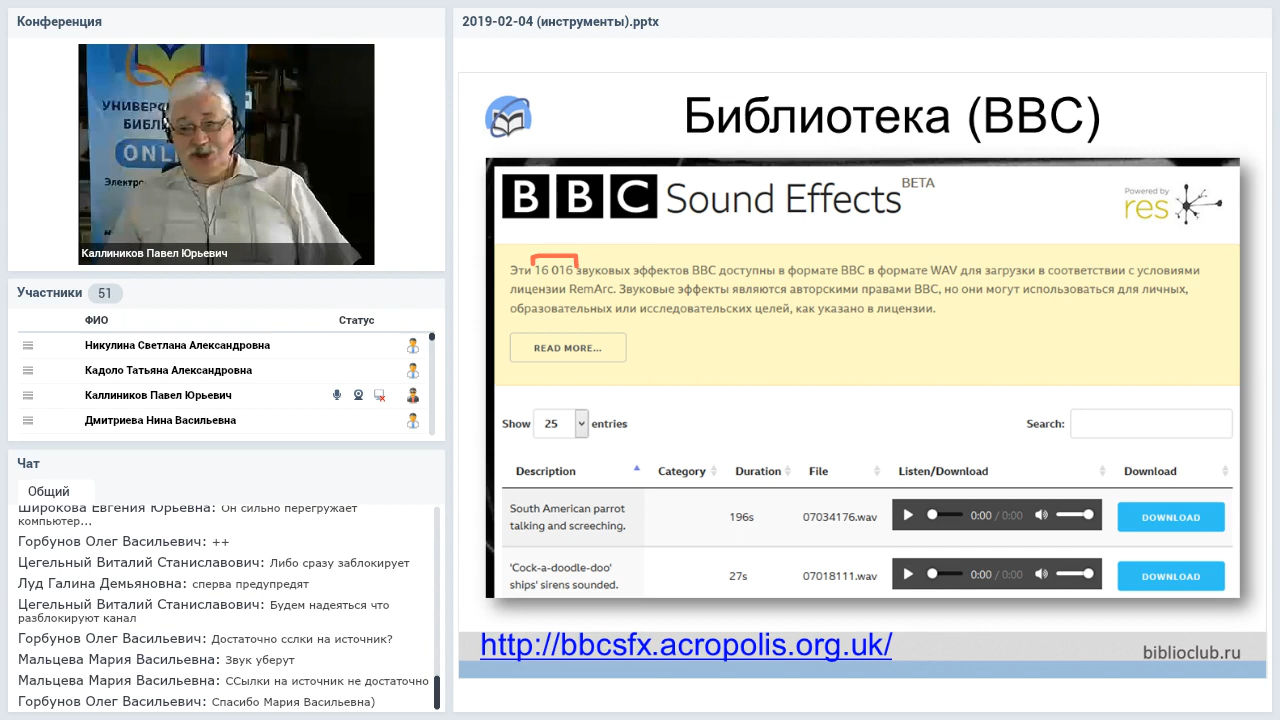 Конференция
УНИВЕР
БИБЛ
ONL
Электро
Каллиников Павел Юрьевич
Участники 51
ФИО Статус
Никулина Светлана Александровна
Кадоло Татьяна Александровна
Каллиников Павел Юрьевич
Дмитриева Нина Васильевна
Чат
Общий
Широкова Евгения Юрьевна: Он сильно перегружает
компьютер...
Горбунов Олег Васильевич: ++
Цегельный Виталий Станиславович: Либо сразу заблокирует
Луд Галина Демьяновна: сперва предупредят
Цегельный Виталий Станиславович: Будем надеяться что
разблокируют канал
Горбунов Олег Васильевич: Достаточно сслки на источник?
Мальцева Мария Васильевна: Звук уберут
Мальцева Мария Васильевна: ССылки на источник не достаточно
Горбунов Олег Васильевич: Спасибо Мария Васильевна)
2019-02-04 (инструменты).pptx
Библиотека (BBC)
BBC Sound Effects BETA
Powered by
res
Эти 16 016 звуковых эффектов BBC доступны в формате BBC в формате WAV для загрузки в соответствии с условиями
лицензии RemArc. Звуковые эффекты являются авторскими правами BBC, но они могут использоваться для личных,
образовательных или исследовательских целей, как указано в лицензии.
READ MORE...
Show 25 entries Search:
Description Category Duration File Listen/Download Download
South American parrot
talking and screeching.
196s 07034176.wav 0:00 / 0:00 DOWNLOAD
'Cock-a-doodle-doo'
ships' sirens sounded.
27s 07018111.wav 0:00 / 0:00 DOWNLOAD
http://bbcsfx.acropolis.org.uk/
biblioclub.ru